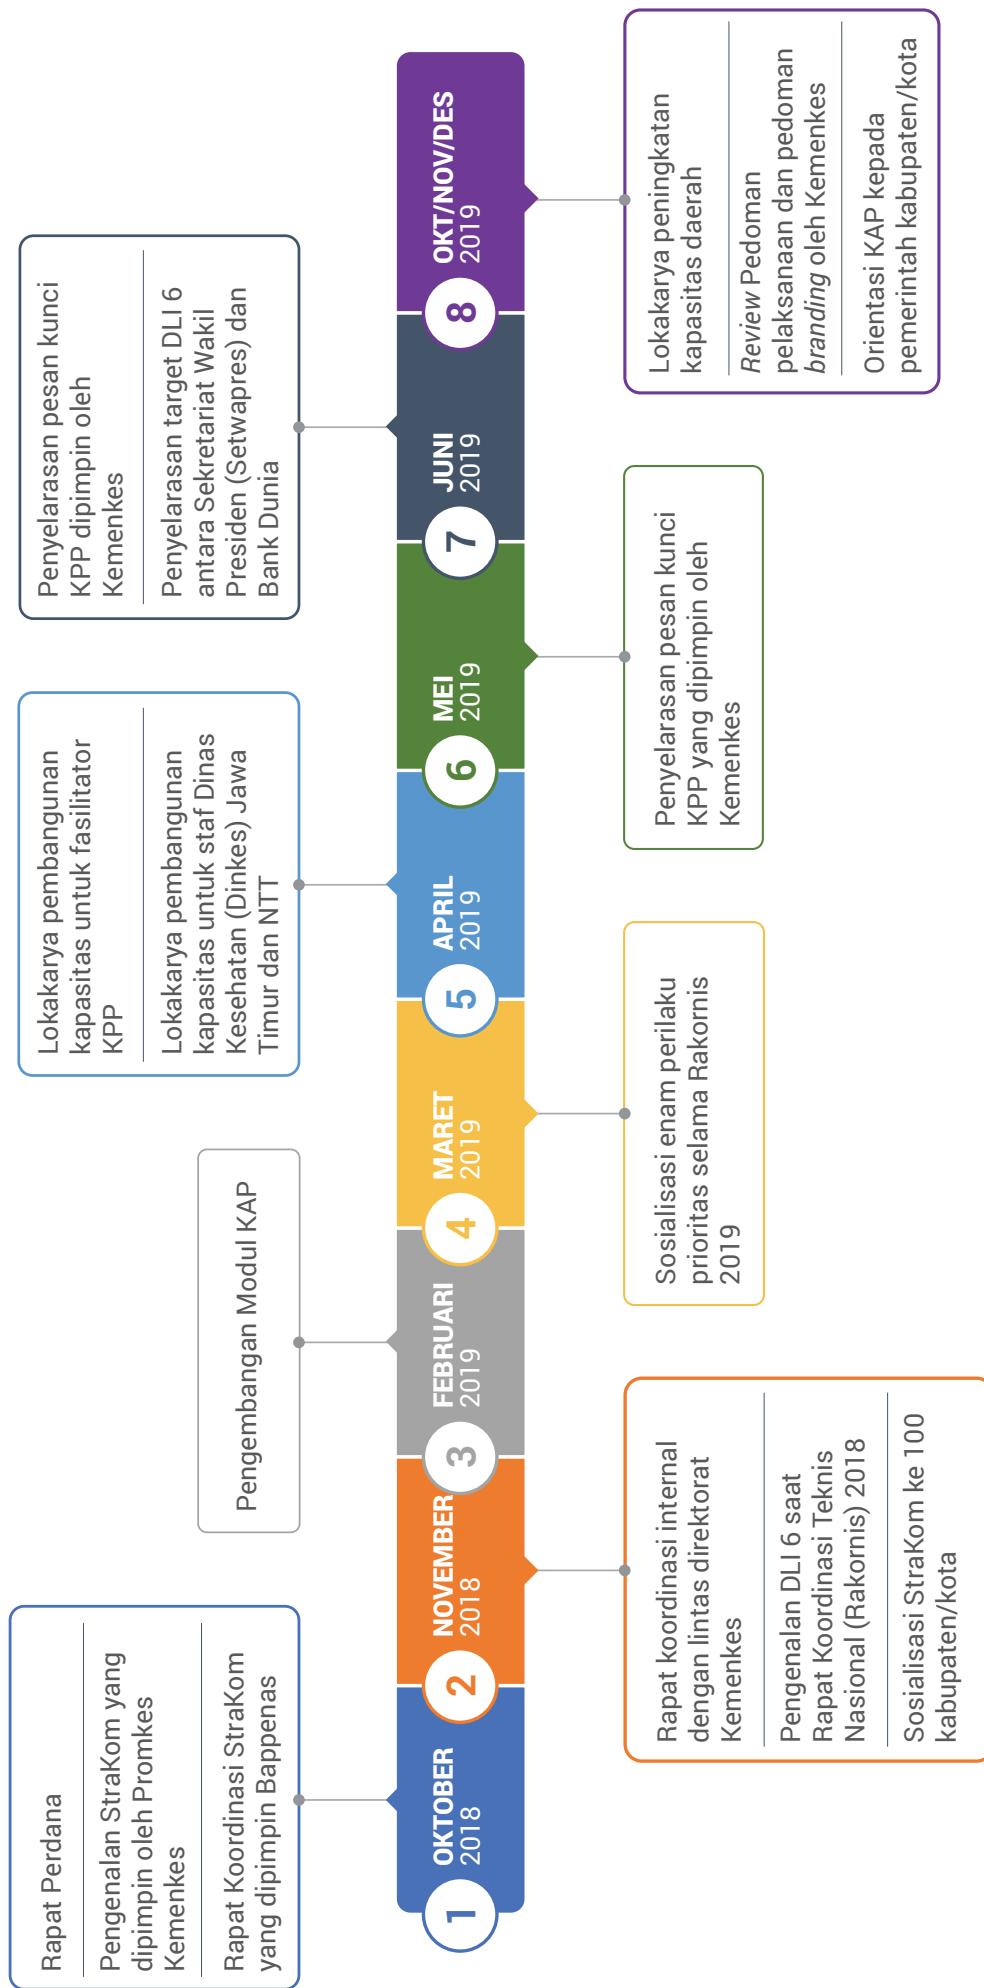 Rapat Perdana
Pengenalan StraKom yang
dipimpin oleh Promkes
Kemenkes
Rapat Koordinasi StraKom
yang dipimpin Bappenas
1
OKTOBER
2018
2
NOVEMBER
2018
Rapat koordinasi internal
dengan lintas direktorat
Kemenkes
Pengenalan DLI 6 saat
Rapat Koordinasi Teknis
Nasional (Rakornis) 2018
Sosialisasi StraKom ke 100
kabupaten/kota
Pengembangan Modul KAP
3
FEBRUARI
2019
4
MARET
2019
Sosialisasi enam perilaku
prioritas selama Rakornis
2019
Lokakarya pembangunan
kapasitas untuk fasilitator
KPP
Lokakarya pembangunan
kapasitas untuk staf Dinas
Kesehatan (Dinkes) Jawa
Timur dan NTT
5
APRIL
2019
6
MEI
2019
Penyelarasan pesan kunci
KPP yang dipimpin oleh
Kemenkes
Penyelarasan pesan kunci
KPP dipimpin oleh
Kemenkes
Penyelarasan target DLI 6
antara Sekretariat Wakil
Presiden (Setwapres) dan
Bank Dunia
7
JUNI
2019
8
OKT/NOV/DES
2019
Lokakarya peningkatan
kapasitas daerah
Review Pedoman
pelaksanaan dan pedoman
branding oleh Kemenkes
Orientasi KAP kepada
pemerintah kabupaten/kota